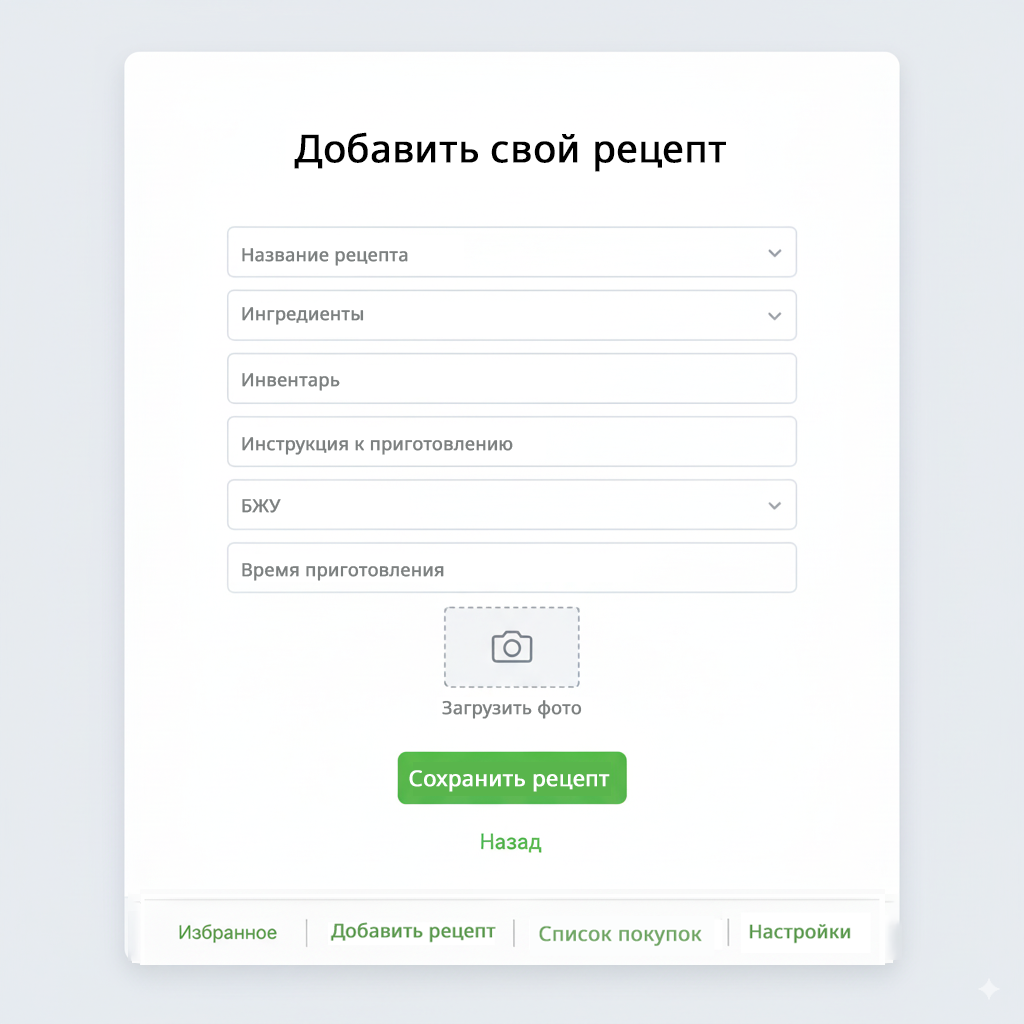 Добавить свой рецепт
Название рецепта
Ингредиенты
Инвентарь
Инструкция к приготовлению
БЖУ
Время приготовления
Загрузить фото
Сохранить рецепт
Назад
Избранное | Добавить рецепт | Список покупок | Настройки